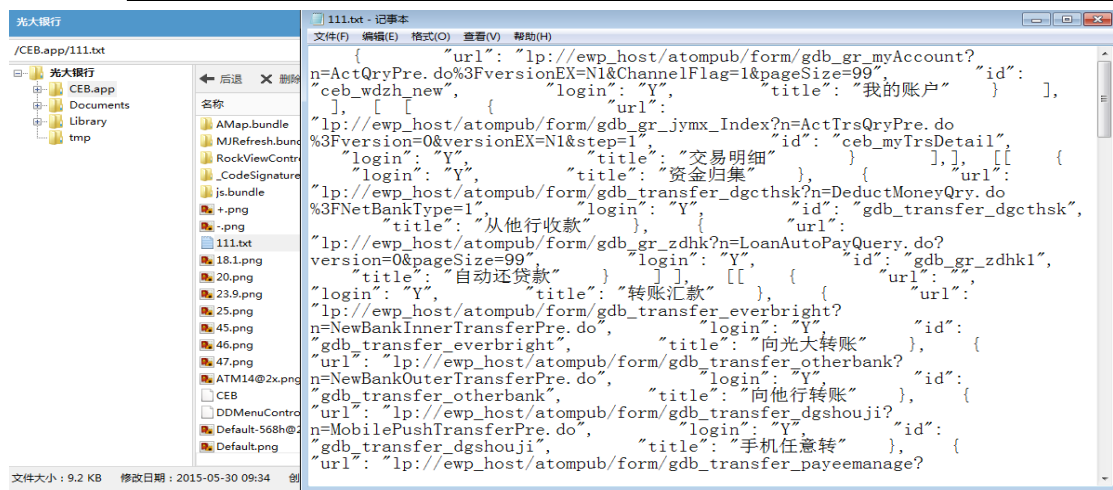 光大银行
/CEB.app/111.txt
光大银行
CEB.app
Documents
Library
tmp
后退 删除
名称
AMap.bundle
MJRefresh.bund
RockViewContr
_CodeSignature
js.bundle
+.png
-.png
111.txt
18.1.png
20.png
23.9.png
25.png
45.png
46.png
47.png
ATM14@2x.png
CEB
DDMenuContro
Default-568h@2
Default.png
文件大小：9.2 KB 修改日期：2015-05-30 09:34 创
111.txt - 记事本
文件(F) 编辑(E) 格式(O) 查看(V) 帮助(H)
{ "url": "lp://ewp_host/atompub/form/gdb_gr_myAccount?
n=ActQryPre.do%3FversionEX=N1&ChannelFlag=1&pageSize=99", "id":
"ceb_wdzh_new", "login": "Y", "title": "我的账户" } ],
], [ [ { "url":
"lp://ewp_host/atompub/form/gdb_gr_jymx_Index?n=ActTrsQryPre.do
%3Fversion=0&versionEX=N1&step=1", "id": "ceb_myTrsDetail",
"login": "Y", "title": "交易明细" } ],], [[ {
"login": "Y", "title": "资金归集" }, { "url":
"lp://ewp_host/atompub/form/gdb_transfer_dgcthsk?n=DeductMoneyQry.do
%3FNetBankType=1", "login": "Y", "id": "gdb_transfer_dgcthsk",
"title": "从他行收款" }, { "url":
"lp://ewp_host/atompub/form/gdb_gr_zdhk?n=LoanAutoPayQuery.do?
version=0&pageSize=99", "login": "Y", "id": "gdb_gr_zdhk1",
"title": "自动还贷款" } ] ], [[ { "url": "",
"login": "Y", "title": "转账汇款" }, { "url":
"lp://ewp_host/atompub/form/gdb_transfer_everbright?
n=NewBankInnerTransferPre.do", "login": "Y", "id":
"gdb_transfer_everbright", "title": "向光大转账" }, {
"url": "lp://ewp_host/atompub/form/gdb_transfer_otherbank?
n=NewBankOuterTransferPre.do", "login": "Y", "id":
"gdb_transfer_otherbank", "title": "向他行转账" }, {
"url": "lp://ewp_host/atompub/form/gdb_transfer_dgshouji?
n=MobilePushTransferPre.do", "login": "Y", "id":
"gdb_transfer_dgshouji", "title": "手机任意转" }, {
"url": "lp://ewp_host/atompub/form/gdb_transfer_payeemanage?